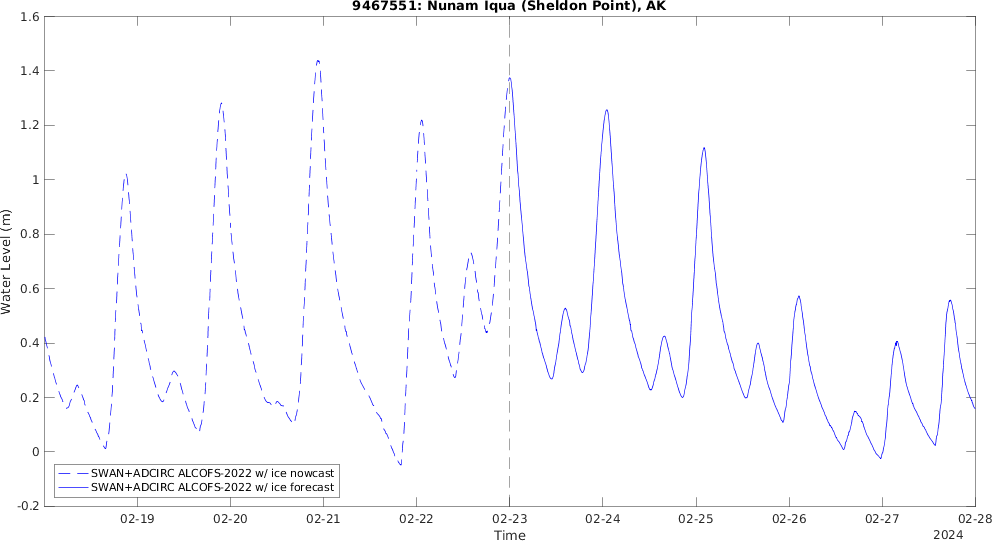 9467551: Nunam Iqua (Sheldon Point), AK
1.6
1.4
1.2
1
0.8
0.6
0.4
0.2
0
-0.2
Water Level (m)
SWAN+ADCIRC ALCOFS-2022 w/ ice nowcast
SWAN+ADCIRC ALCOFS-2022 w/ ice forecast
02-19 02-20 02-21 02-22 02-23 02-24 02-25 02-26 02-27 02-28
Time
2024